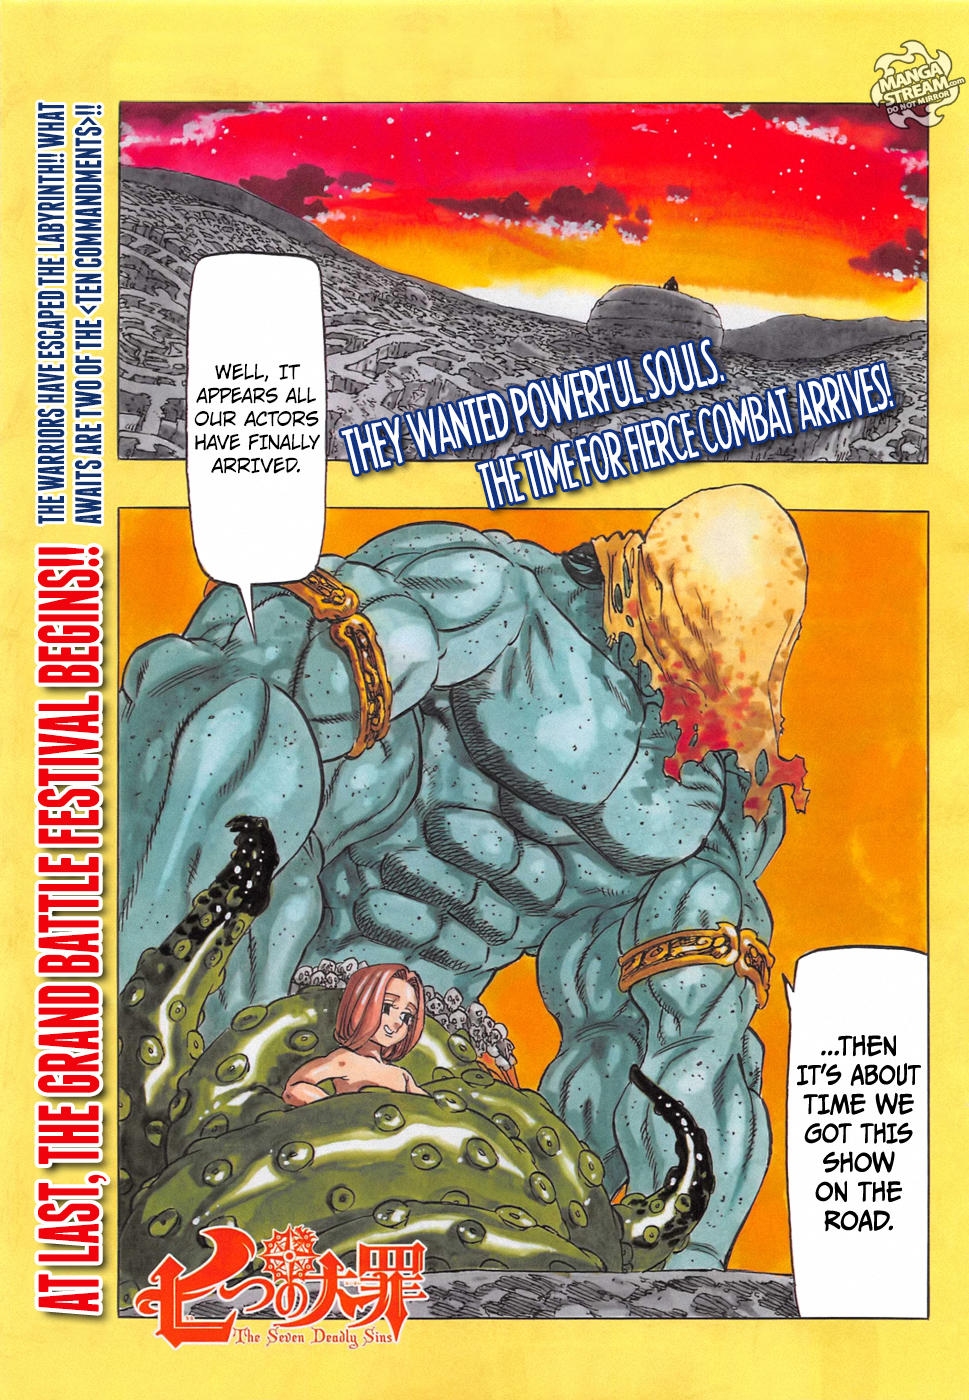 MANGA
STREAM.com
DO NOT MIRROR
THE WARRIORS HAVE ESCAPED THE LABYRINTH!! WHAT
AWAITS ARE TWO OF THE <TEN COMMANDMENTS>!!
AT LAST, THE GRAND BATTLE FESTIVAL BEGINS!!
WELL, IT
APPEARS ALL
OUR ACTORS
HAVE FINALLY
ARRIVED.
THEY WANTED POWERFUL SOULS.
THE TIME FOR FIERCE COMBAT ARRIVES!
...THEN
IT'S ABOUT
TIME WE
GOT THIS
SHOW
ON THE
ROAD.
七つの大罪
The Seven Deadly Sins